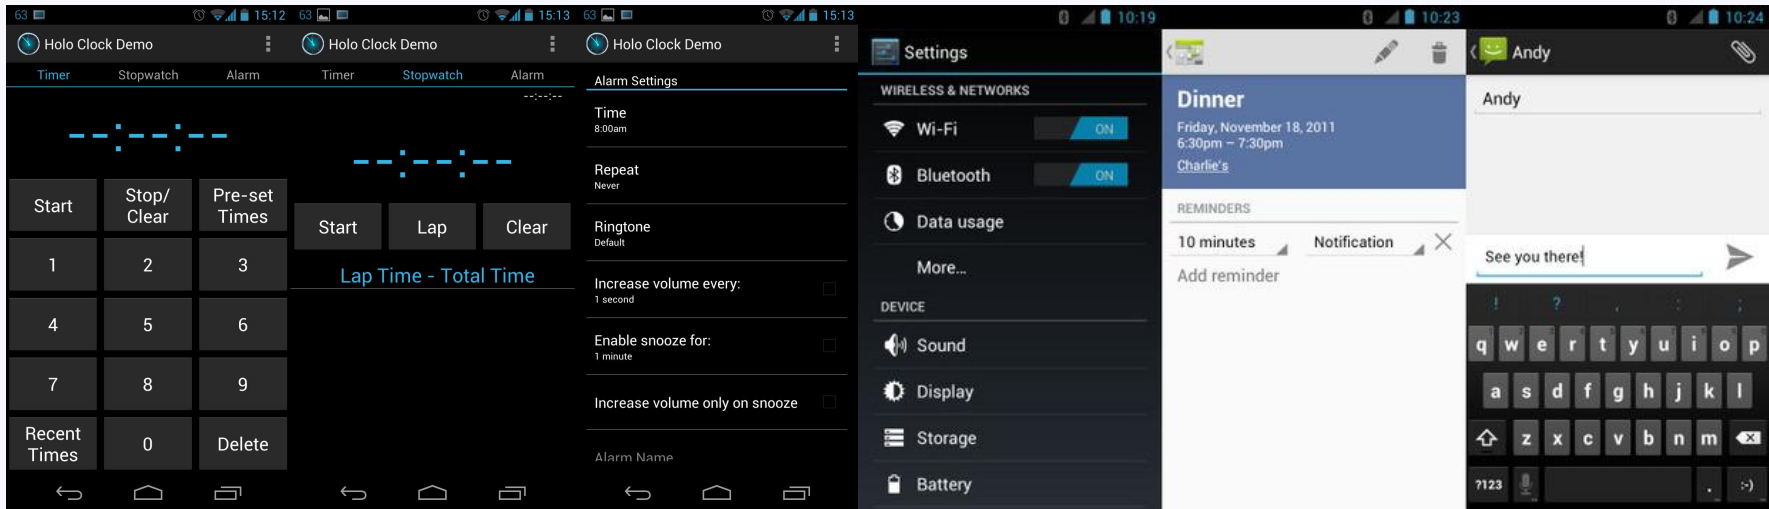 63 15:12
Holo Clock Demo
Timer Stopwatch Alarm
--:--:--
Start Stop/ Clear Pre-set Times
1 2 3
4 5 6
7 8 9
Recent Times 0 Delete
63 15:13
Holo Clock Demo
Timer Stopwatch Alarm
--:--:--
--:--:--
Start Lap Clear
Lap Time - Total Time
63 15:13
Holo Clock Demo
Alarm Settings
Time
8:00am
Repeat
Never
Ringtone
Default
Increase volume every:
1 second
Enable snooze for:
1 minute
Increase volume only on snooze
Alarm Name
10:19
Settings
WIRELESS & NETWORKS
Wi-Fi ON
Bluetooth ON
Data usage
More...
DEVICE
Sound
Display
Storage
Battery
10:23
Dinner
Friday, November 18, 2011
6:30pm – 7:30pm
Charlie's
REMINDERS
10 minutes Notification
Add reminder
10:24
Andy
Andy
See you there!
! ? , : ;
q w e r t y u i o p
a s d f g h j k l
z x c v b n m
?123 . :-)